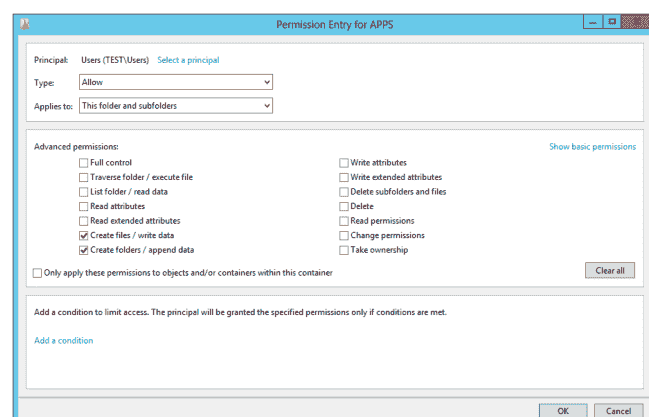 Permission Entry for APPS
Principal: Users (TEST\Users) Select a principal
Type: Allow
Applies to: This folder and subfolders
Advanced permissions: Show basic permissions
Full control Write attributes
Traverse folder / execute file Write extended attributes
List folder / read data Delete subfolders and files
Read attributes Delete
Read extended attributes Read permissions
Create files / write data Change permissions
Create folders / append data Take ownership
Only apply these permissions to objects and/or containers within this container Clear all
Add a condition to limit access. The principal will be granted the specified permissions only if conditions are met.
Add a condition
OK Cancel